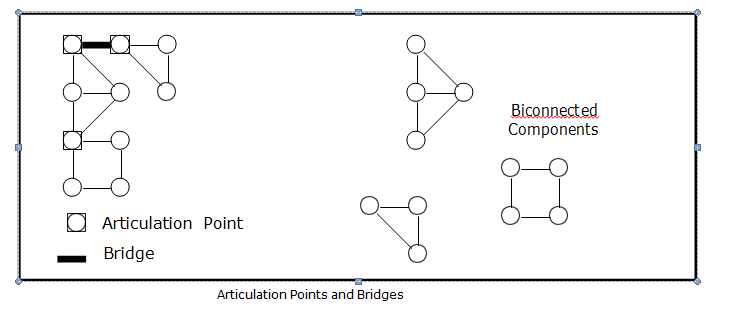 Biconnected
Components
Articulation Point
Bridge
Articulation Points and Bridges